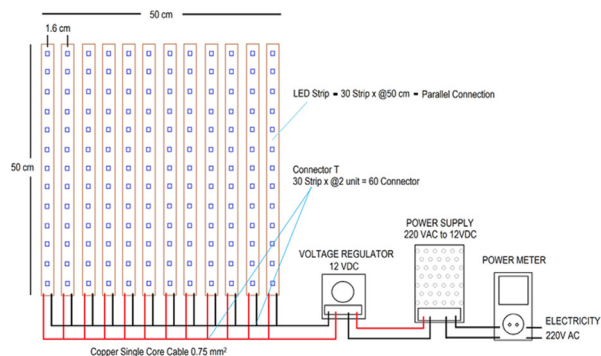 50 cm
1.6 cm
LED Strip = 30 Strip x @50 cm = Parallel Connection
50 cm
Connector T
30 Strip x @2 unit = 60 Connector
POWER SUPPLY
220 VAC to 12VDC
VOLTAGE REGULATOR
12 VDC
POWER METER
ELECTRICITY
220V AC
Copper Single Core Cable 0.75 mm²